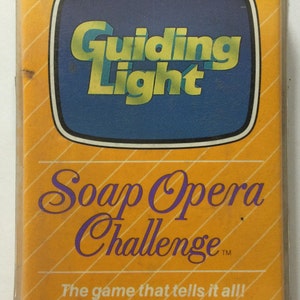 Guiding
Light
Soap Opera
Challenge™
The game that tells it all!